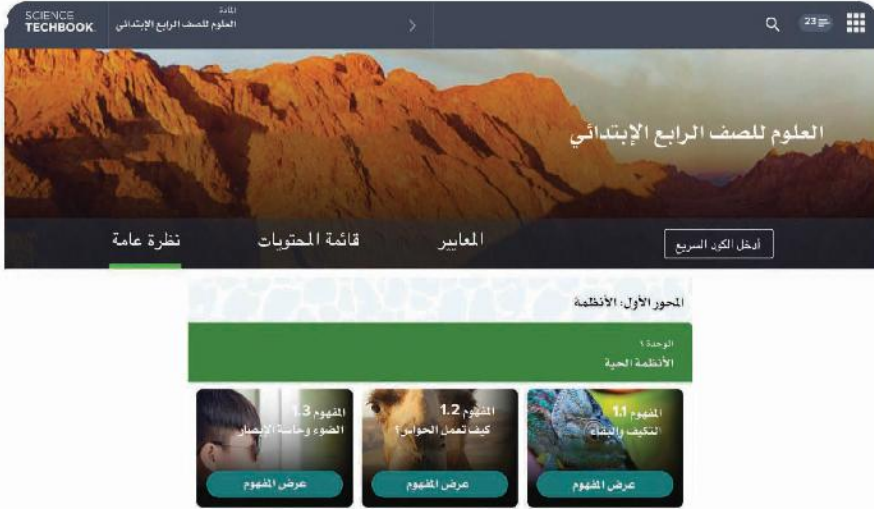 SCIENCE
TECHBOOK.
المادة
العلوم للصف الرابع الإبتدائي
23
العلوم للصف الرابع الإبتدائي
أدخل الكود السريع
المعايير
قائمة المحتويات
نظرة عامة
المحور الأول: الأنظمة
الوحدة ١
الأنظمة الحية
المفهوم 1.1
التكيف والبقاء
عرض المفهوم
المفهوم 1.2
كيف تعمل الحواس؟
عرض المفهوم
المفهوم 1.3
الضوء وحاسة الإبصار
عرض المفهوم